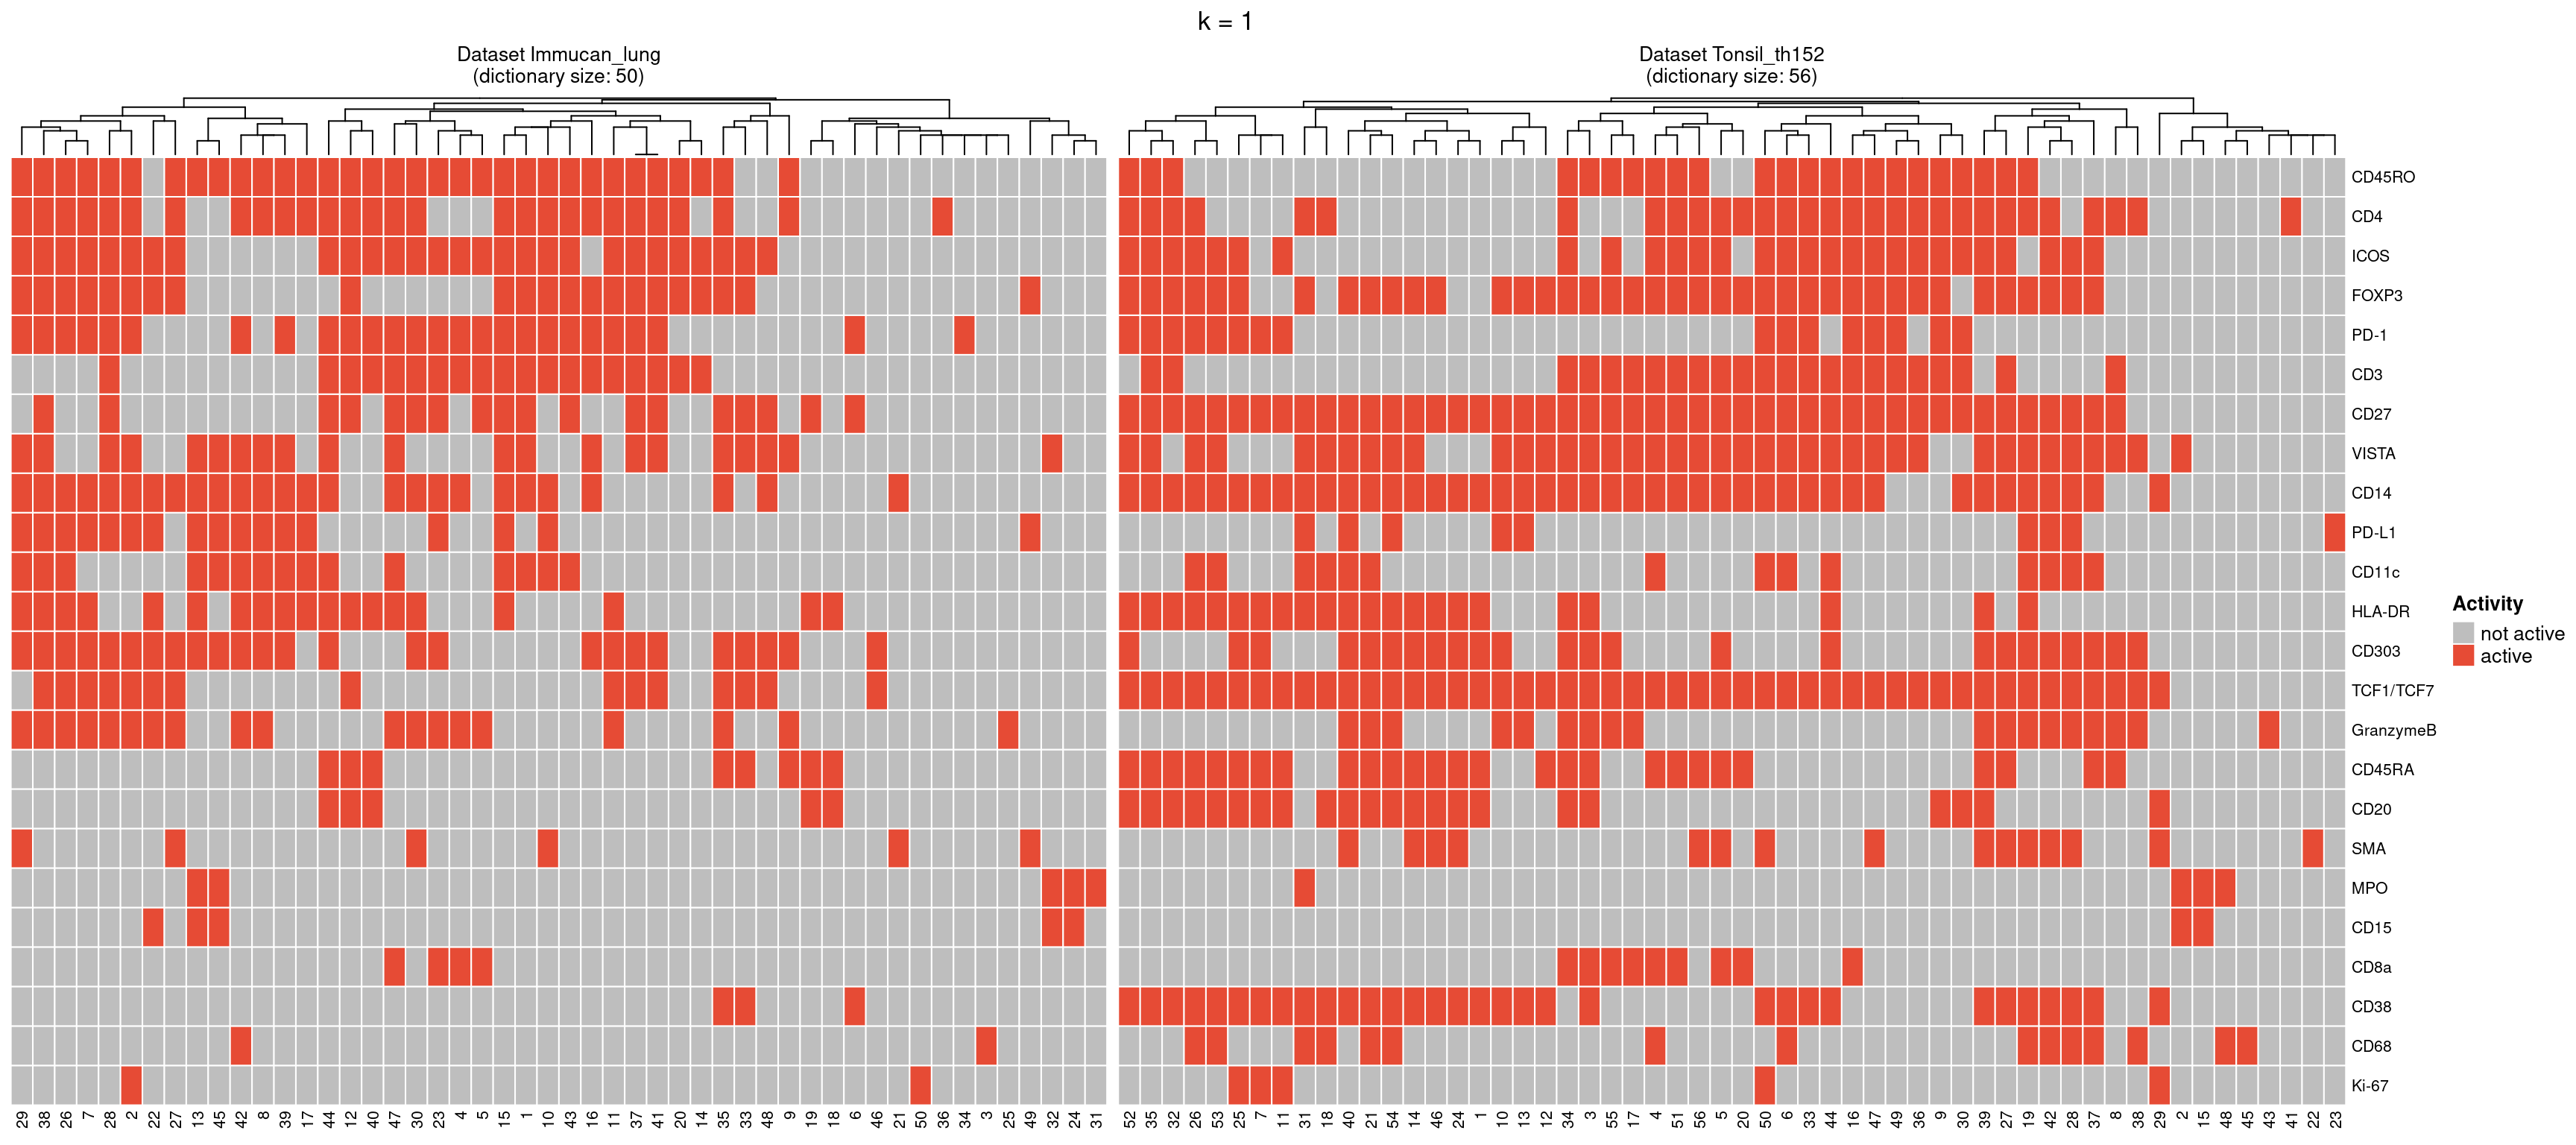 k = 1
Dataset Immucan_lung
(dictionary size: 50)
Dataset Tonsil_th152
(dictionary size: 56)
CD45RO
CD4
ICOS
FOXP3
PD-1
CD3
CD27
VISTA
CD14
PD-L1
CD11c
HLA-DR
CD303
TCF1/TCF7
GranzymeB
CD45RA
CD20
SMA
MPO
CD15
CD8a
CD38
CD68
Ki-67
Activity
not active
active
29 38 26 7 28 2 22 27 13 45 42 8 39 17 44 12 40 47 30 23 4 5 15 1 10 43 16 11 37 41 20 14 35 33 48 9 19 18 6 46 21 50 36 34 3 25 49 32 24 31
52 35 32 26 53 25 7 11 31 18 40 21 54 14 46 24 1 10 13 12 34 3 55 17 4 51 56 5 20 50 6 33 44 16 47 49 36 9 30 39 27 19 42 28 37 8 38 29 2 15 48 45 43 41 22 23